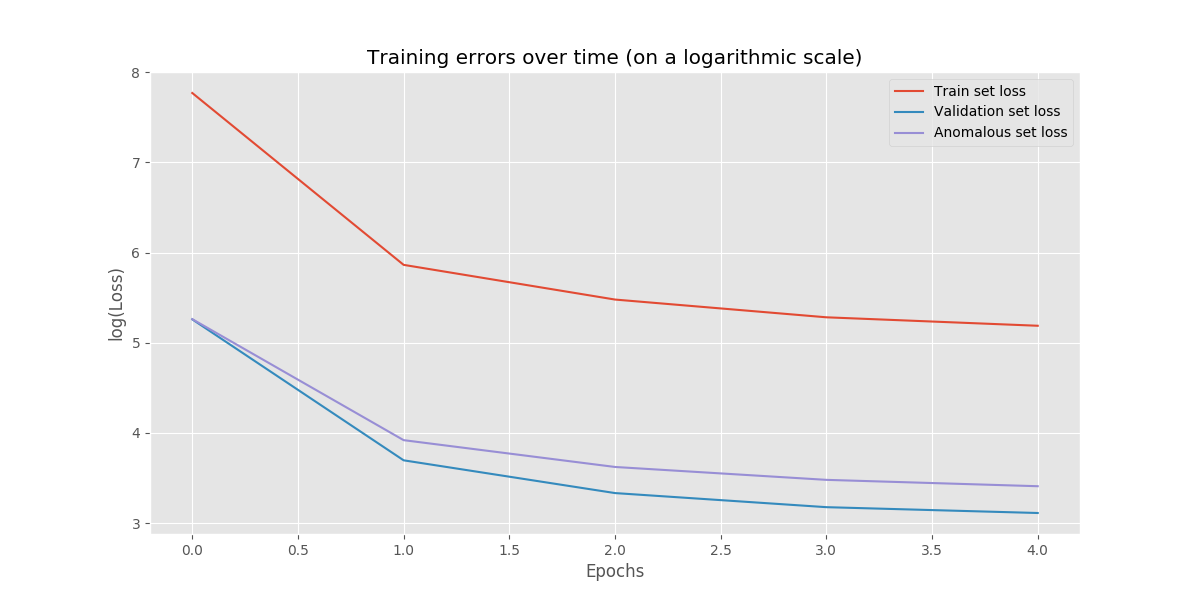 Training errors over time (on a logarithmic scale)
Train set loss
Validation set loss
Anomalous set loss
log(Loss)
8
7
6
5
4
3
0.0 0.5 1.0 1.5 2.0 2.5 3.0 3.5 4.0
Epochs